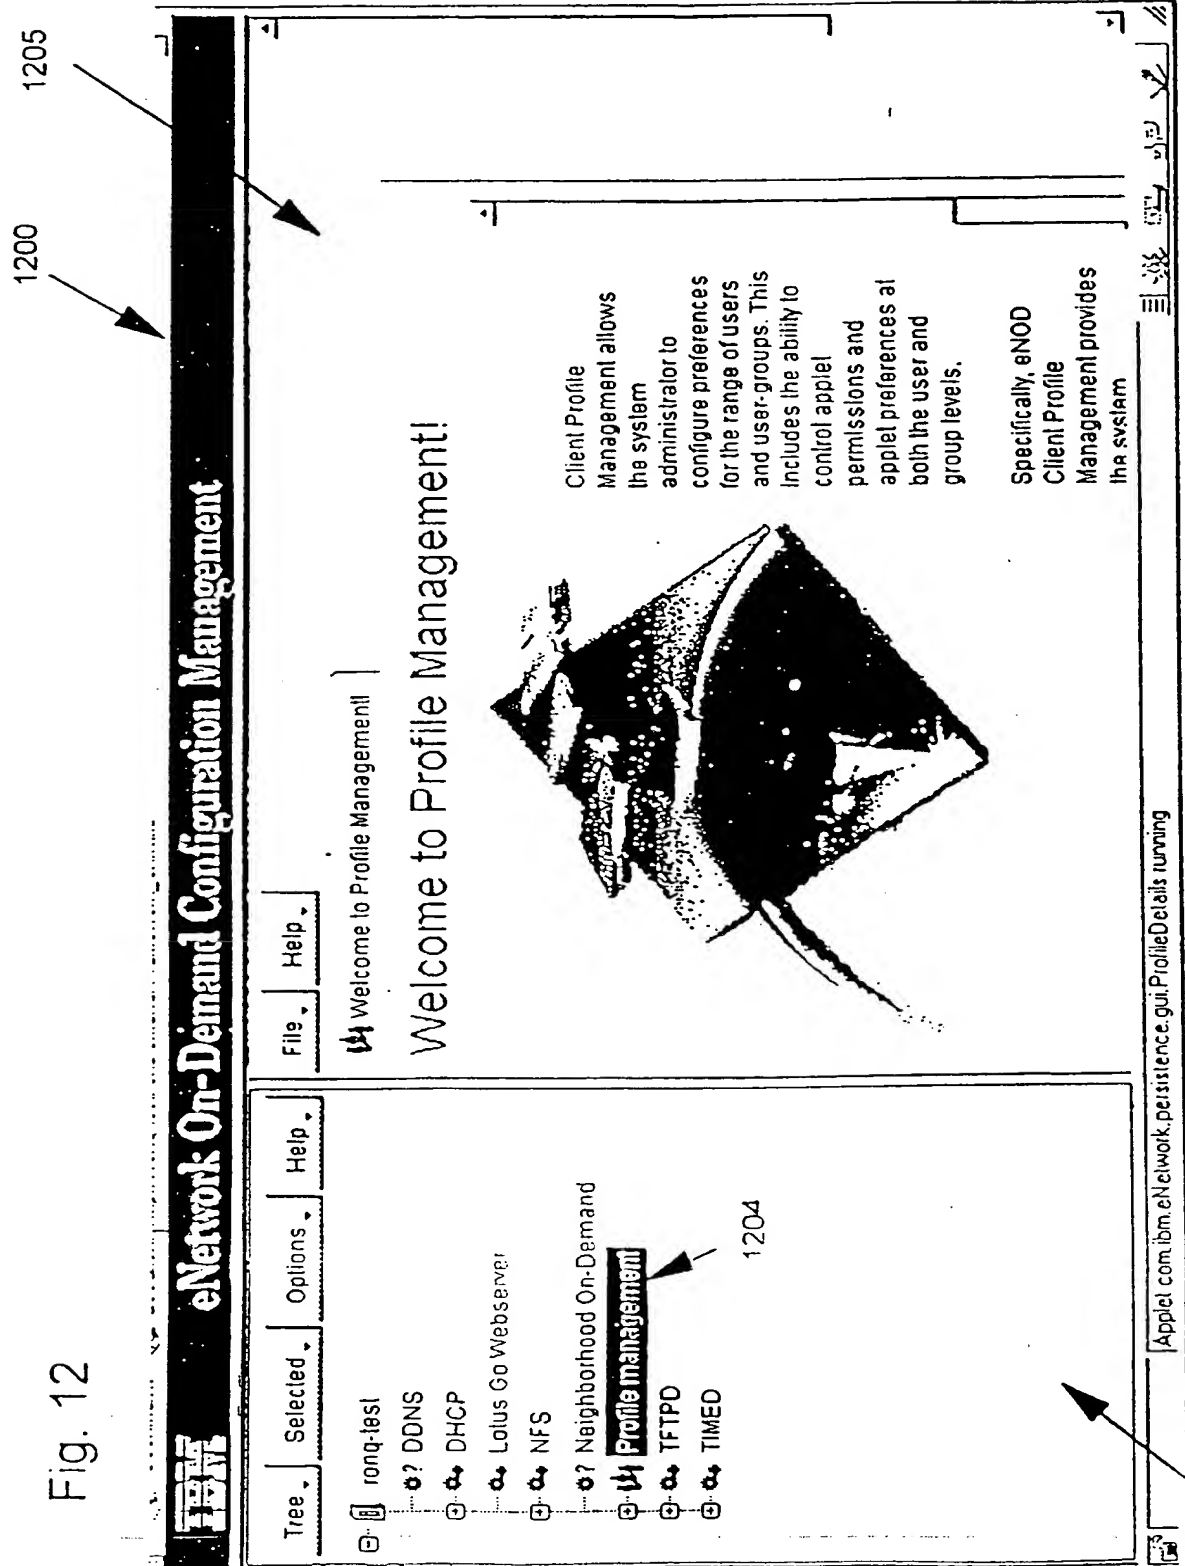 Fig. 12
1200
1205
IBM
eNetwork On-Demand Configuration Management
Tree
Selected
Options
Help
ronq-test
? DDNS
DHCP
Lotus Go Webserver
NFS
? Neighborhood On-Demand
Profile management
TFTPD
TIMED
1204
File
Help
Welcome to Profile Management!
Welcome to Profile Management!
Client Profile
Management allows
the system
administrator to
configure preferences
for the range of users
and user-groups. This
Includes the ability to
control applet
permissions and
applet preferences at
both the user and
group levels.
Specifically, eNOD
Client Profile
Management provides
the system
Applet com.ibm.eNetwork.persistence.gui.ProfileDetails running